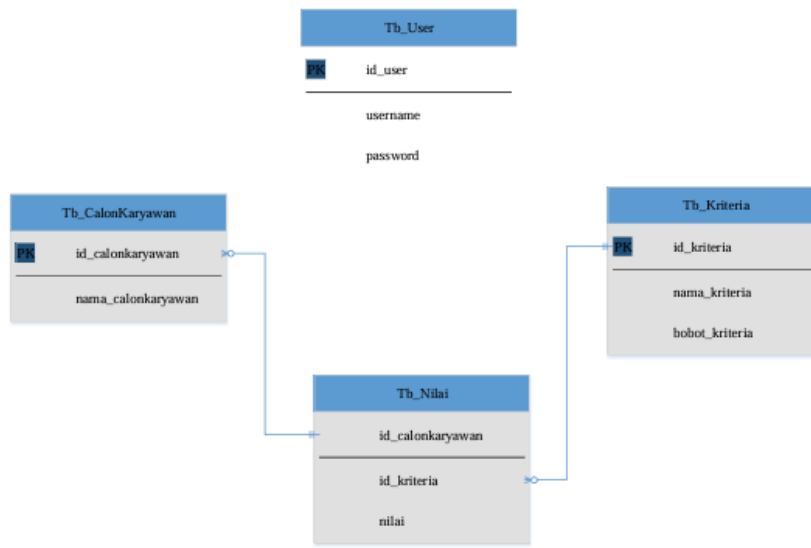 Tb_User
PK id_user
username
password
Tb_CalonKaryawan
PK id_calonkaryawan
nama_calonkaryawan
Tb_Kriteria
PK id_kriteria
nama_kriteria
bobot_kriteria
Tb_Nilai
id_calonkaryawan
id_kriteria
nilai